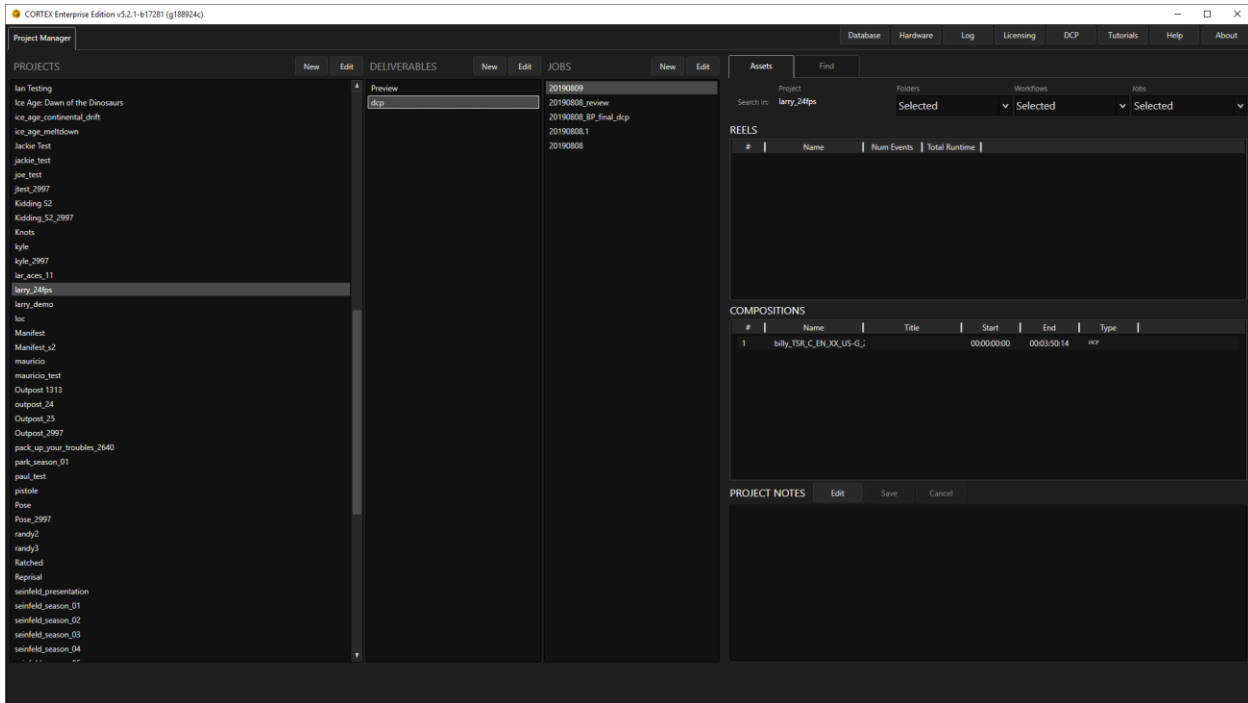 CORTEX Enterprise Edition v5.2.1-b17281 (g188924c)
Project Manager
Database Hardware Log Licensing DCP Tutorials Help About
PROJECTS New Edit
Ian Testing
Ice Age: Dawn of the Dinosaurs
ice_age_continental_drift
ice_age_meltdown
Jackie Test
jackie_test
joe_test
jtest_2997
Kidding S2
Kidding_S2_2997
Knots
kyle
kyle_2997
lar_aces_11
larry_24fps
larry_demo
loc
Manifest
Manifest_s2
mauricio
mauricio_test
Outpost 1313
outpost_24
Outpost_25
Outpost_2997
pack_up_your_troubles_2640
park_season_01
paul_test
pistole
Pose
Pose_2997
randy2
randy3
Ratched
Reprisal
seinfeld_presentation
seinfeld_season_01
seinfeld_season_02
seinfeld_season_03
seinfeld_season_04
DELIVERABLES New Edit
Preview
dcp
JOBS New Edit
20190809
20190808_review
20190808_BP_final_dcp
20190808.1
20190808
Assets Find
Project Folders Workflows Jobs
Search in: larry_24fps Selected Selected Selected
REELS
# Name Num Events Total Runtime
COMPOSITIONS
# Name Title Start End Type
1 billy_TSR_C_EN_XX_US-G_ 00:00:00:00 00:03:50:14 DCP
PROJECT NOTES Edit Save Cancel